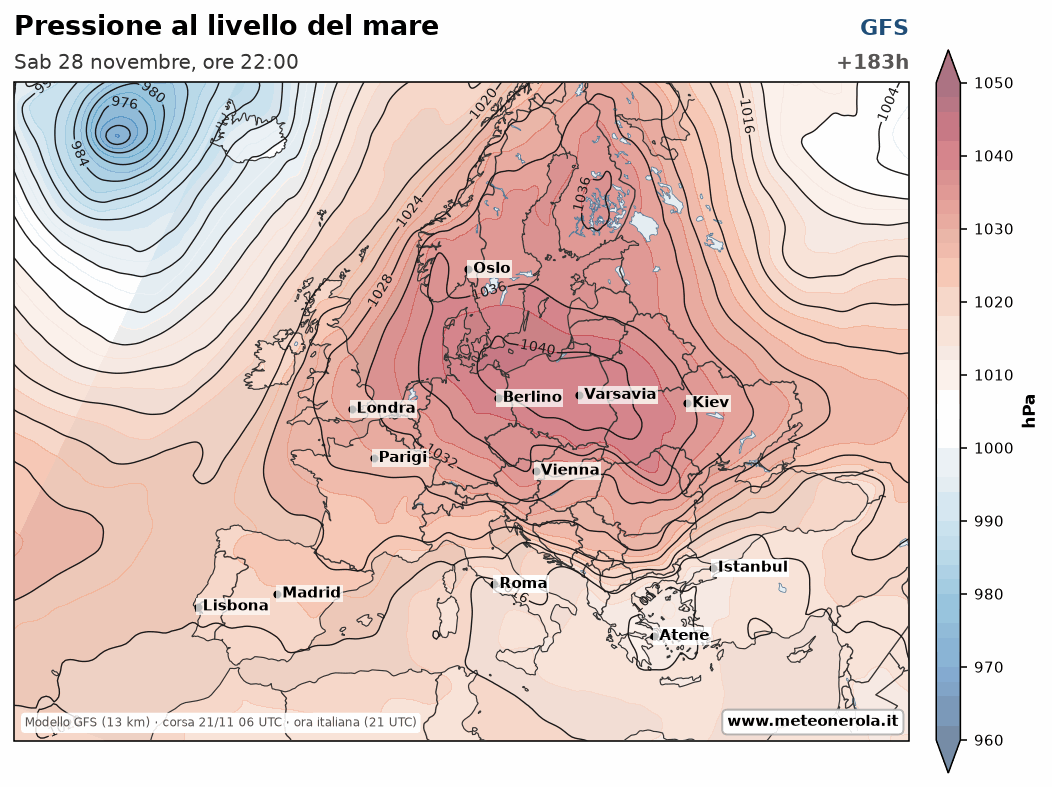 Pressione al livello del mare
GFS
Sab 28 novembre, ore 22:00
+183h
976
980
984
1020
1016
1004
1024
1036
1028
Oslo
1036
1040
Londra
Berlino
Varsavia
Kiev
Parigi
1032
Vienna
Madrid
Lisbona
Roma
Istanbul
1012
Atene
Modello GFS (13 km) · corsa 21/11 06 UTC · ora italiana (21 UTC)
www.meteonerola.it
1050
1040
1030
1020
1010
1000
990
980
970
960
hPa